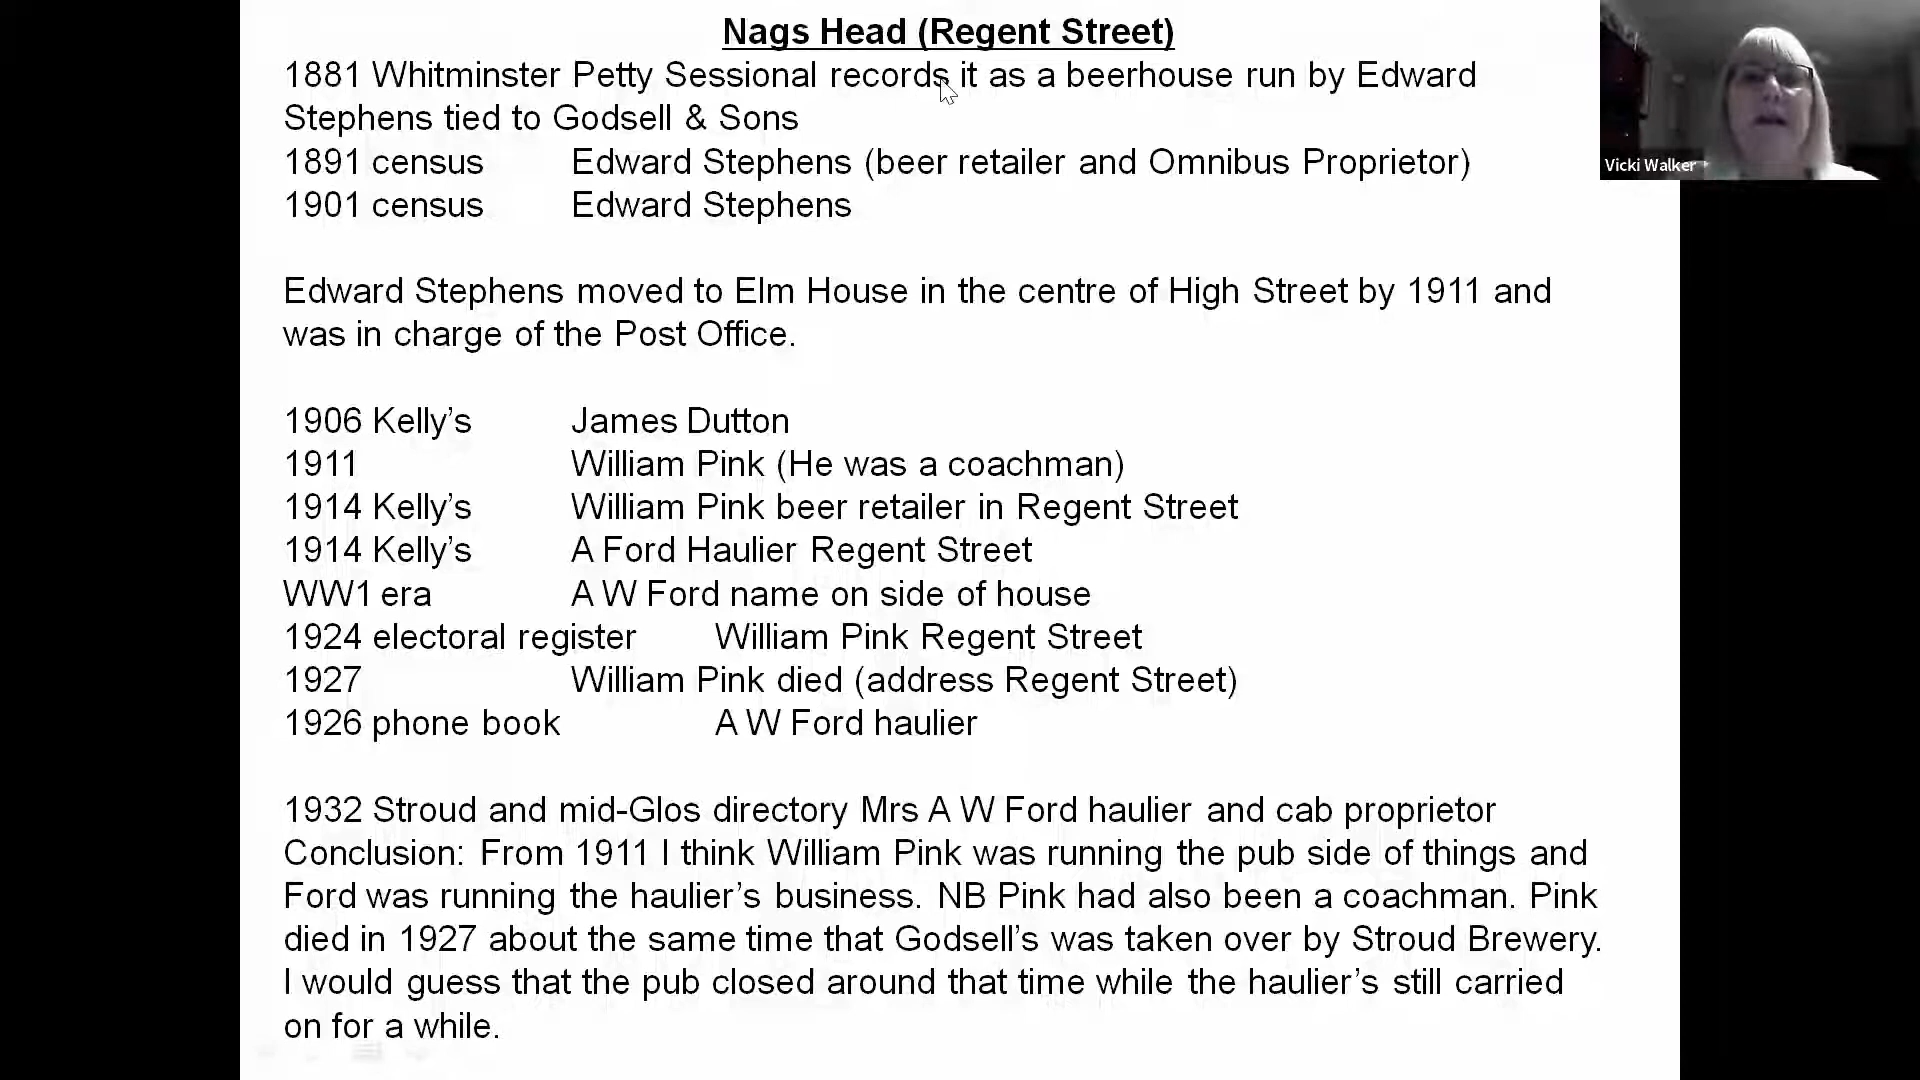 Nags Head (Regent Street)
1881 Whitminster Petty Sessional records it as a beerhouse run by Edward
Stephens tied to Godsell & Sons
1891 census Edward Stephens (beer retailer and Omnibus Proprietor)
1901 census Edward Stephens
Edward Stephens moved to Elm House in the centre of High Street by 1911 and
was in charge of the Post Office.
1906 Kelly’s James Dutton
1911 William Pink (He was a coachman)
1914 Kelly’s William Pink beer retailer in Regent Street
1914 Kelly’s A Ford Haulier Regent Street
WW1 era A W Ford name on side of house
1924 electoral register William Pink Regent Street
1927 William Pink died (address Regent Street)
1926 phone book A W Ford haulier
1932 Stroud and mid-Glos directory Mrs A W Ford haulier and cab proprietor
Conclusion: From 1911 I think William Pink was running the pub side of things and
Ford was running the haulier’s business. NB Pink had also been a coachman. Pink
died in 1927 about the same time that Godsell’s was taken over by Stroud Brewery.
I would guess that the pub closed around that time while the haulier’s still carried
on for a while.
Vicki Walker